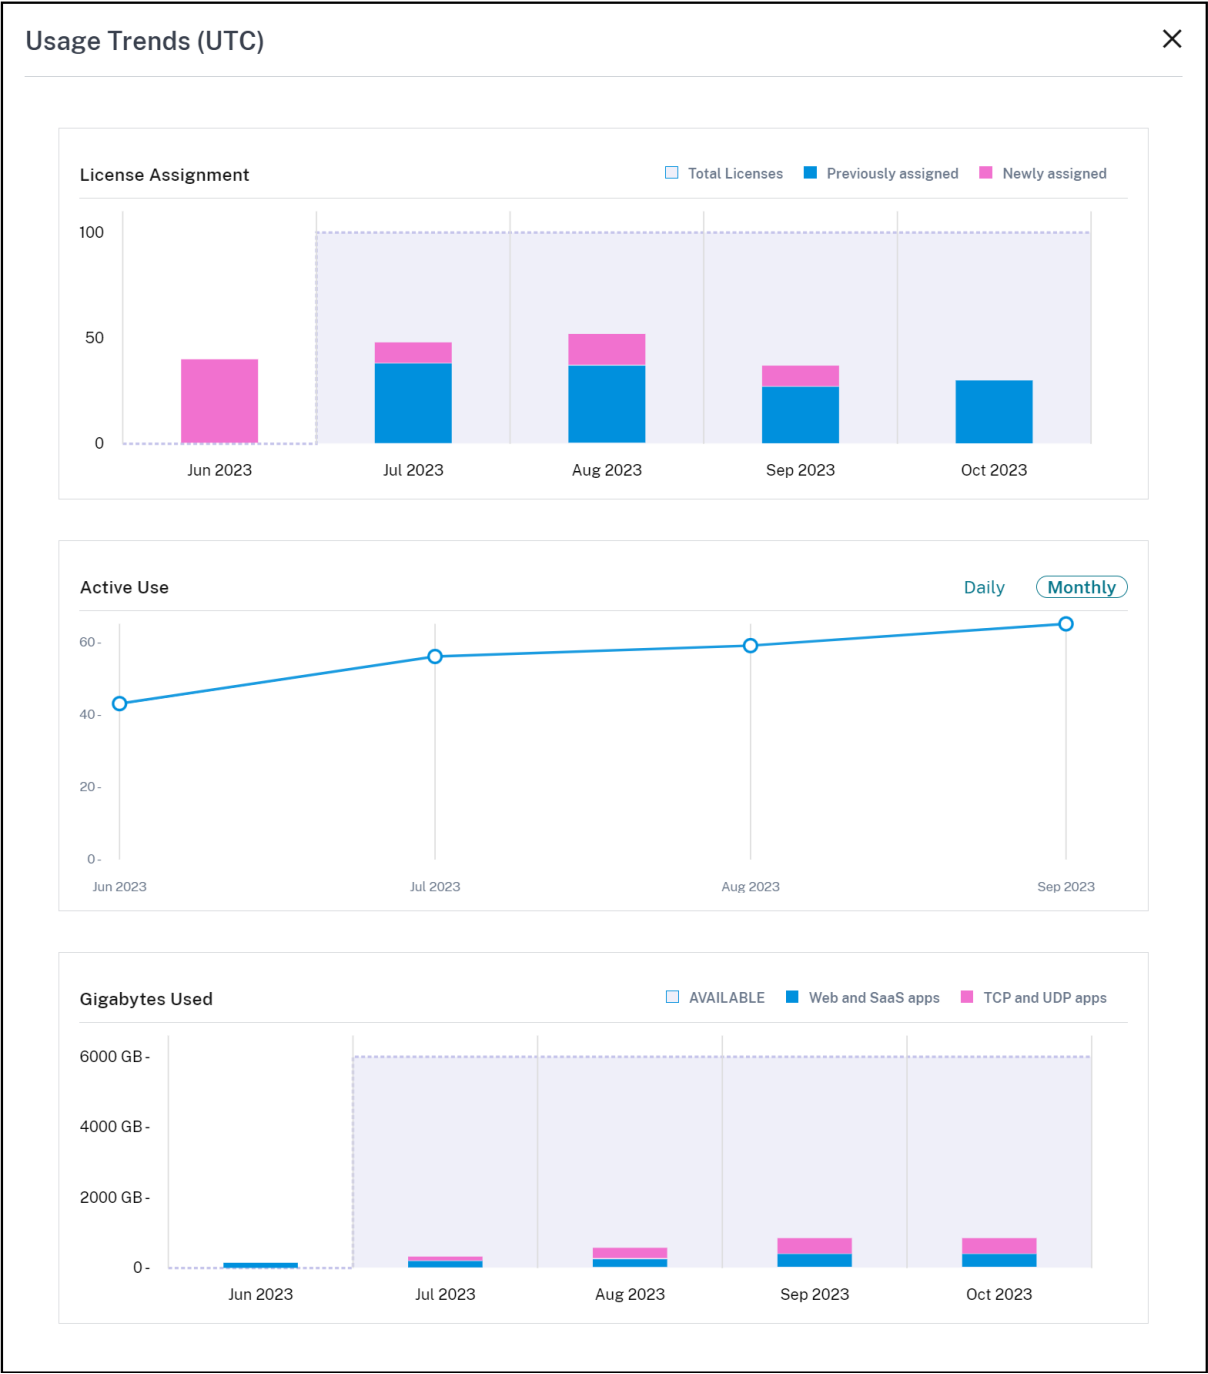 Usage Trends (UTC)
License Assignment
Total Licenses Previously assigned Newly assigned
100
50
0
Jun 2023 Jul 2023 Aug 2023 Sep 2023 Oct 2023
Active Use
Daily Monthly
60-
40-
20-
0-
Jun 2023 Jul 2023 Aug 2023 Sep 2023
Gigabytes Used
AVAILABLE Web and SaaS apps TCP and UDP apps
6000 GB-
4000 GB-
2000 GB-
0-
Jun 2023 Jul 2023 Aug 2023 Sep 2023 Oct 2023